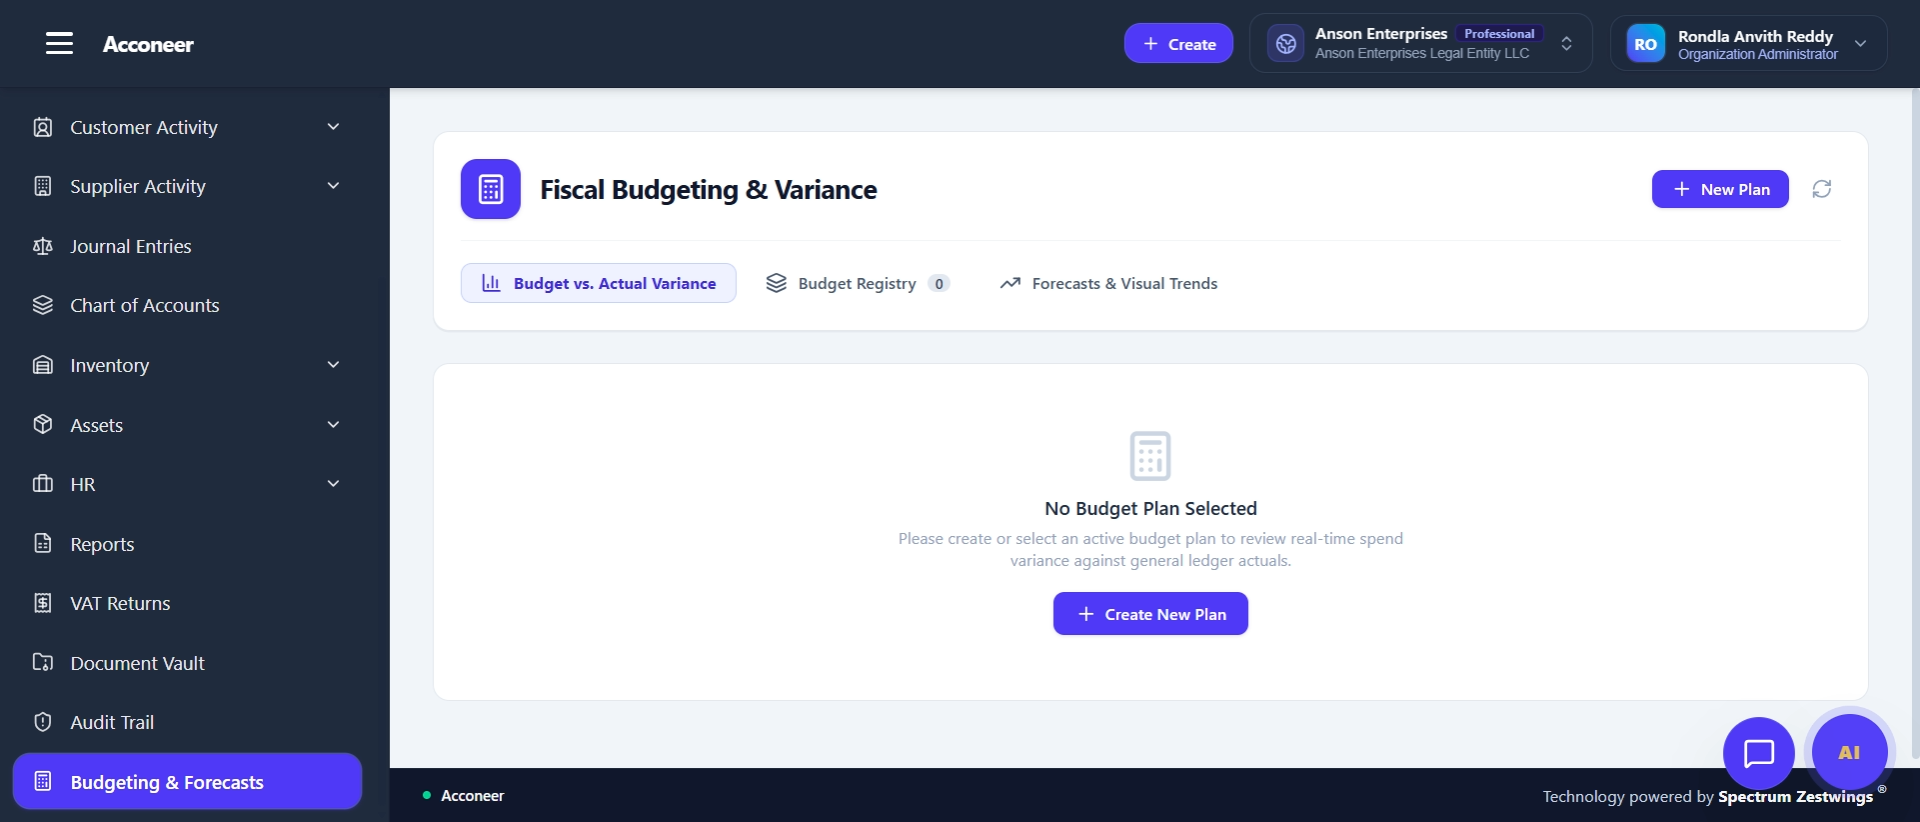 Acconeer
Create
Anson Enterprises Professional
Anson Enterprises Legal Entity LLC
RO
Rondla Anvith Reddy
Organization Administrator
Customer Activity
Supplier Activity
Journal Entries
Chart of Accounts
Inventory
Assets
HR
Reports
VAT Returns
Document Vault
Audit Trail
Budgeting & Forecasts
Fiscal Budgeting & Variance
New Plan
Budget vs. Actual Variance
Budget Registry 0
Forecasts & Visual Trends
No Budget Plan Selected
Please create or select an active budget plan to review real-time spend
variance against general ledger actuals.
Create New Plan
AI
Acconeer
Technology powered by Spectrum Zestwings ®